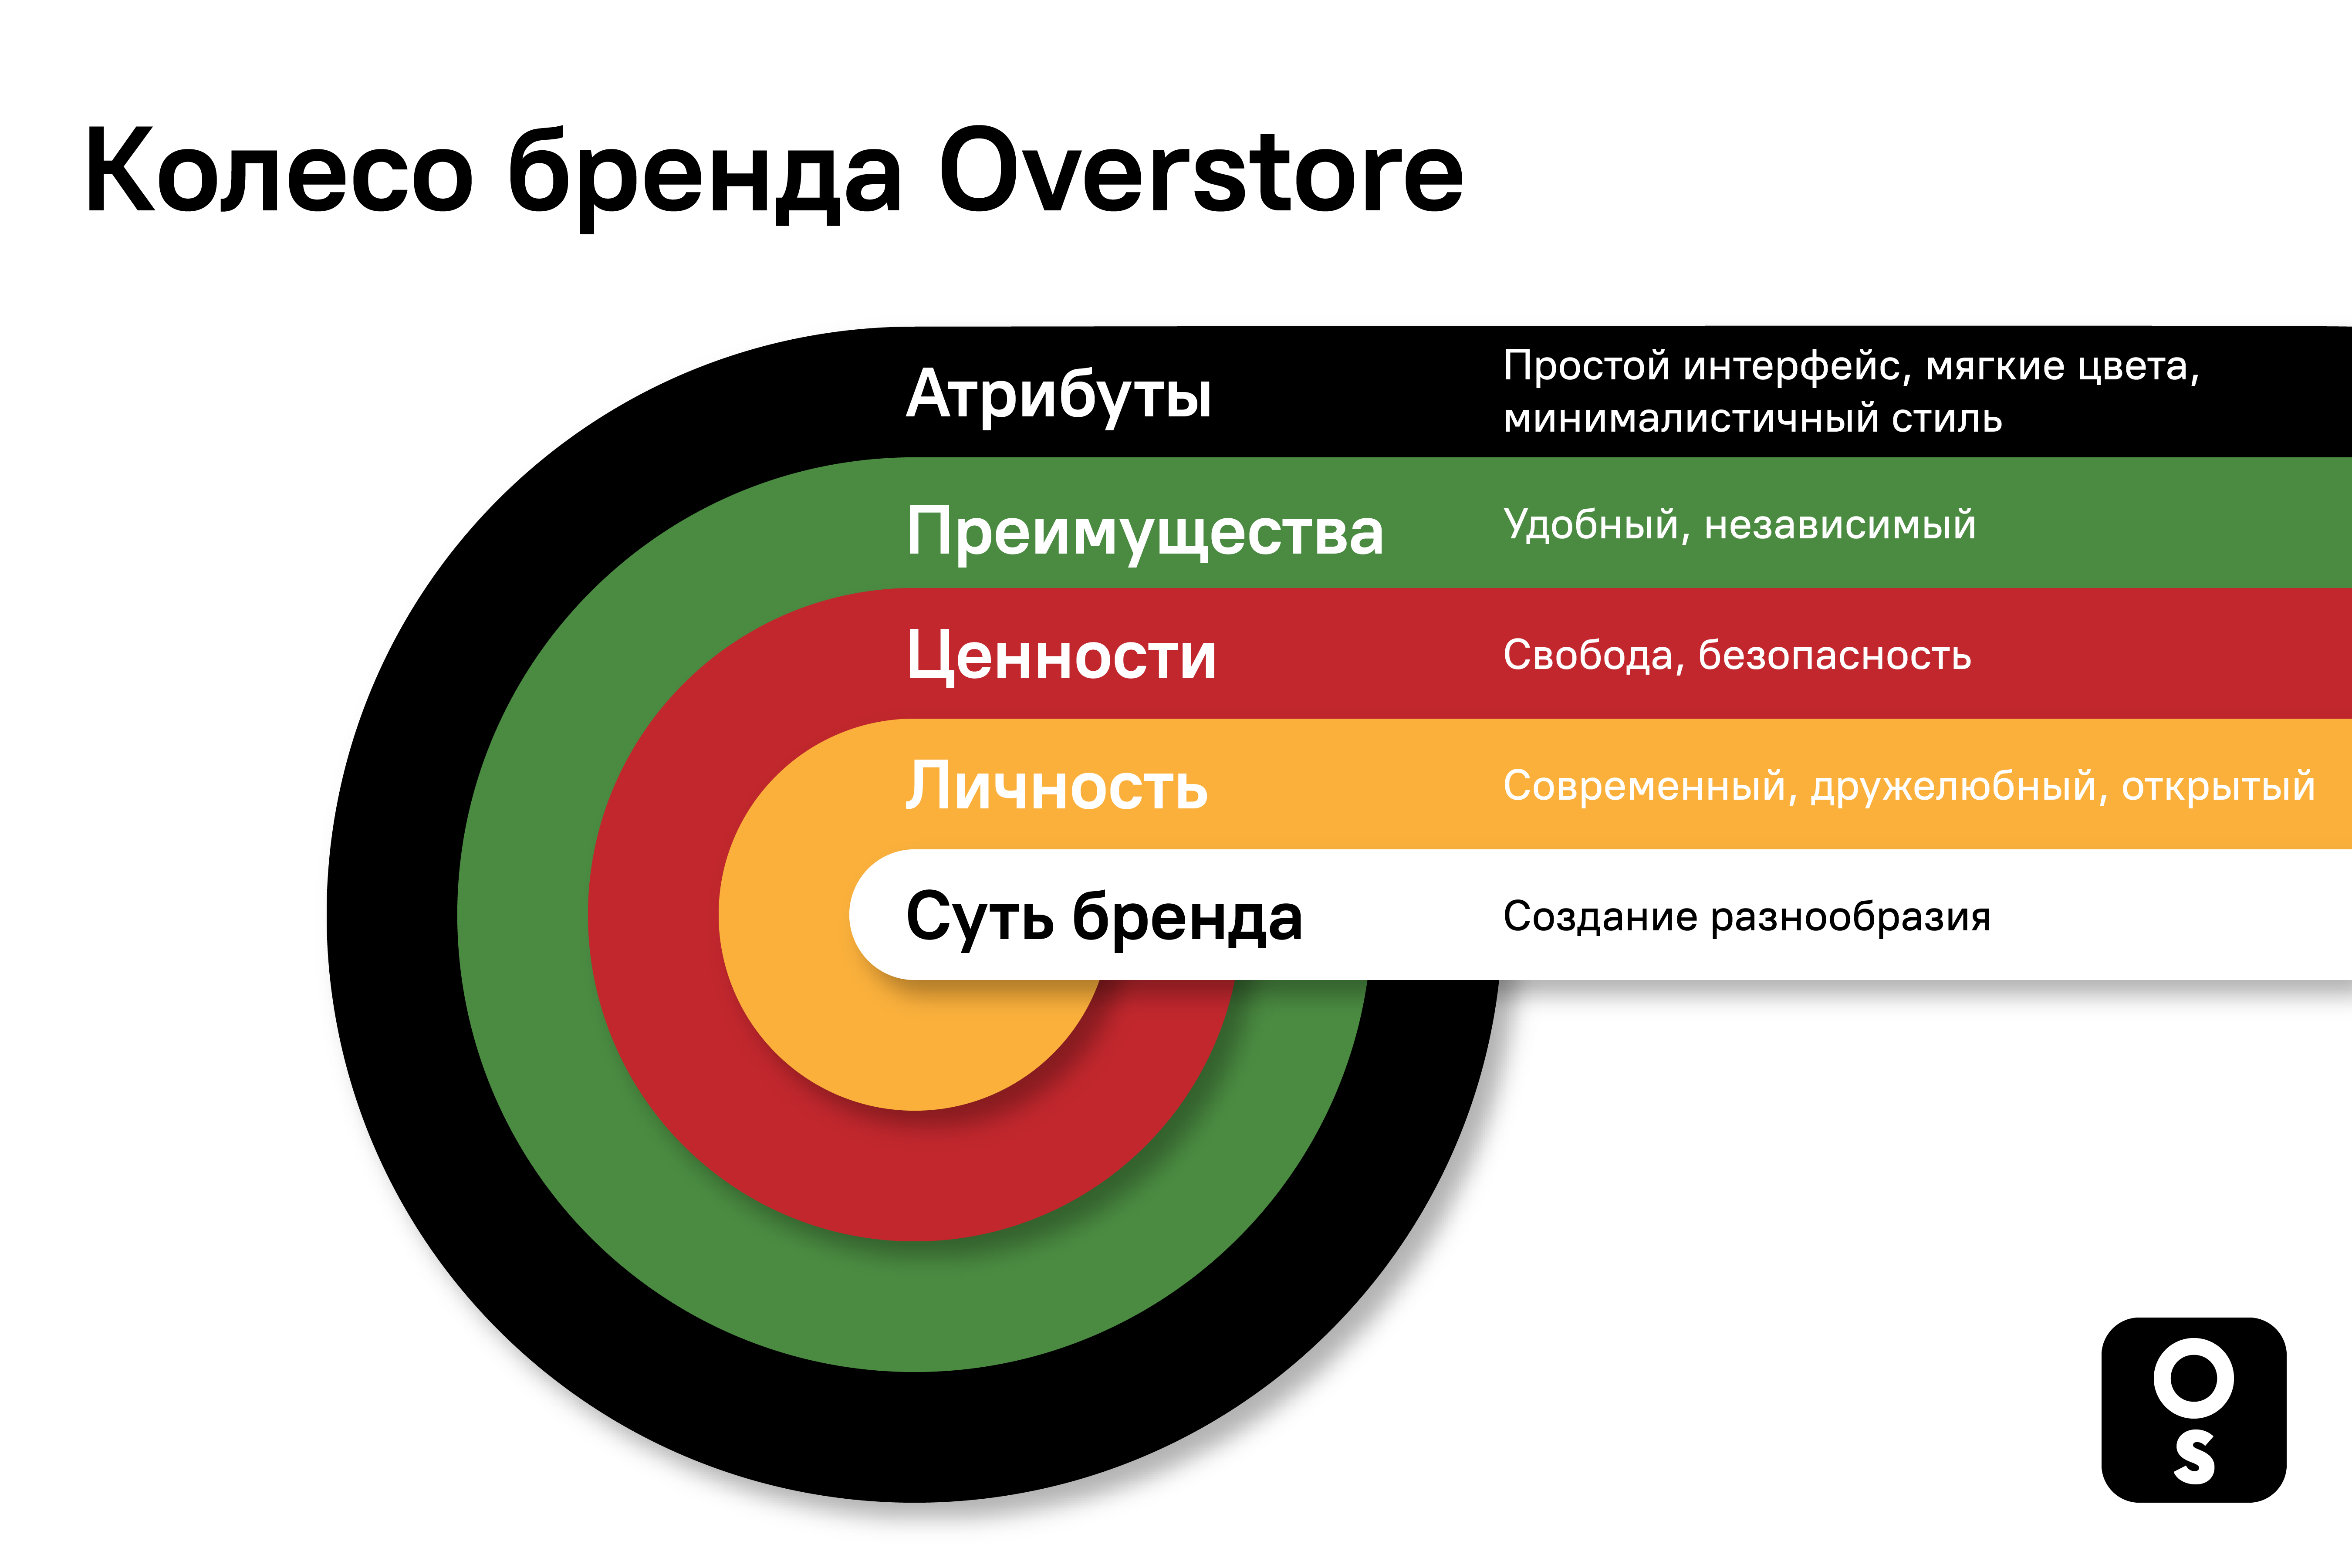 Колесо бренда Overstore
Атрибуты
Простой интерфейс, мягкие цвета,
минималистичный стиль
Преимущества
Удобный, независимый
Ценности
Свобода, безопасность
Личность
Современный, дружелюбный, открытый
Суть бренда
Создание разнообразия
O
s